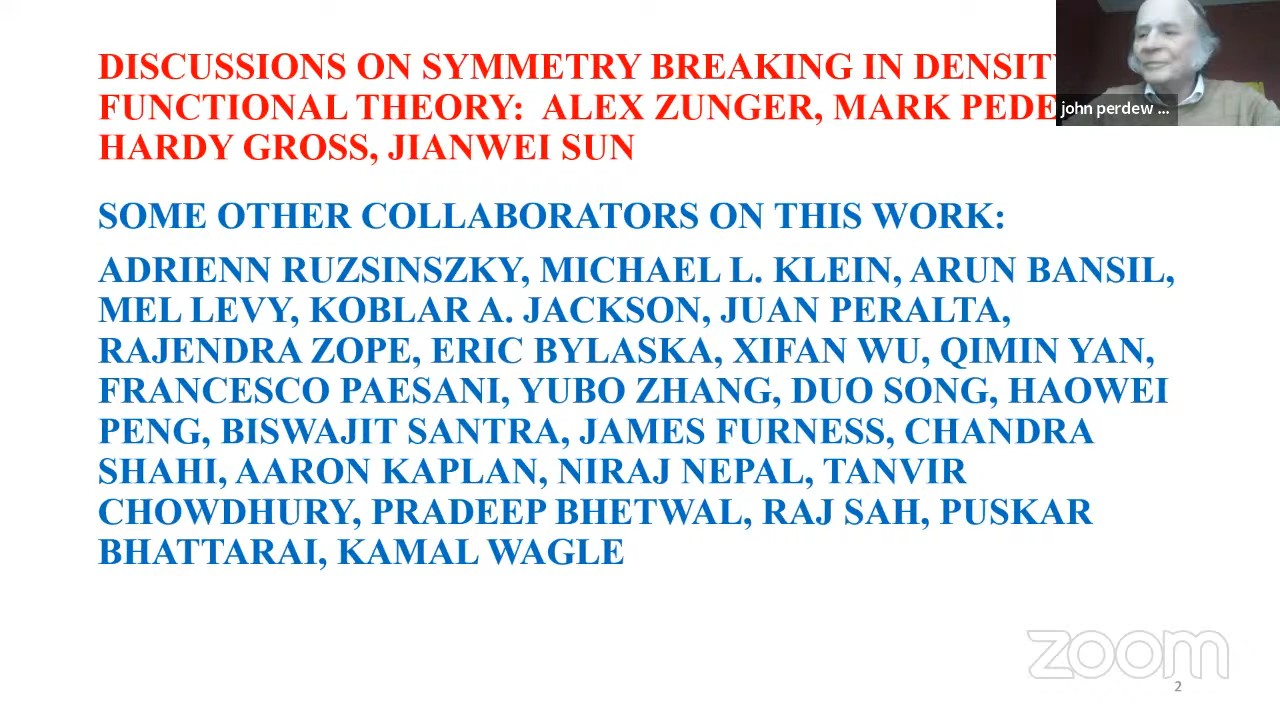 DISCUSSIONS ON SYMMETRY BREAKING IN
FUNCTIONAL THEORY: ALEX ZUNGER, MARK
HARDY GROSS, JIANWEI SUN
SOME OTHER COLLABORATORS ON THIS WORK:
ADRIENN RUZSINSZKY, MICHAEL L. KLEIN, ARUN BANSIL,
MEL LEVY, KOBLAR A. JACKSON, JUAN PERALTA,
RAJENDRA ZOPE, ERIC BYLASKA, XIFAN WU, QIMIN YAN,
FRANCESCO PAESANI, YUBO ZHANG, DUO SONG, HAOWEI
PENG, BISWAJIT SANTRA, JAMES FURNESS, CHANDRA
SHAHI, AARON KAPLAN, NIRAJ NEPAL, TANVIR
CHOWDHURY, PRADEEP BHETWAL, RAJ SAH, PUSKAR
BHATTARAI, KAMAL WAGLE
john perdew ...
zoom
2